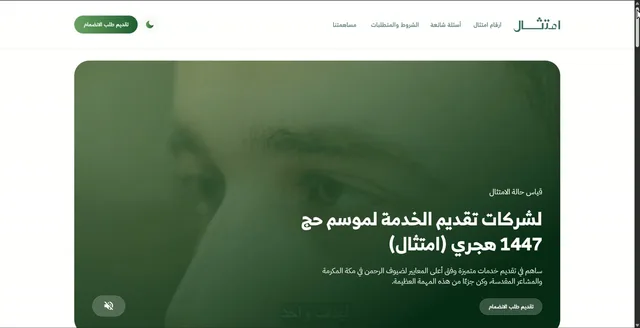 امتثال
ارقام امتثال
أسئلة شائعة
الشروط والمتطلبات
مساهمتنا
تقديم طلب الانضمام
قياس حالة الامتثال
لشركات تقديم الخدمة لموسم حج
1447 هجري (امتثال)
ساهم في تقديم خدمات متميزة وفق أعلى المعايير لضيوف الرحمن في مكة المكرمة
والمشاعر المقدسة، وكن جزءًا من هذه المهمة العظيمة.
تقديم طلب الانضمام